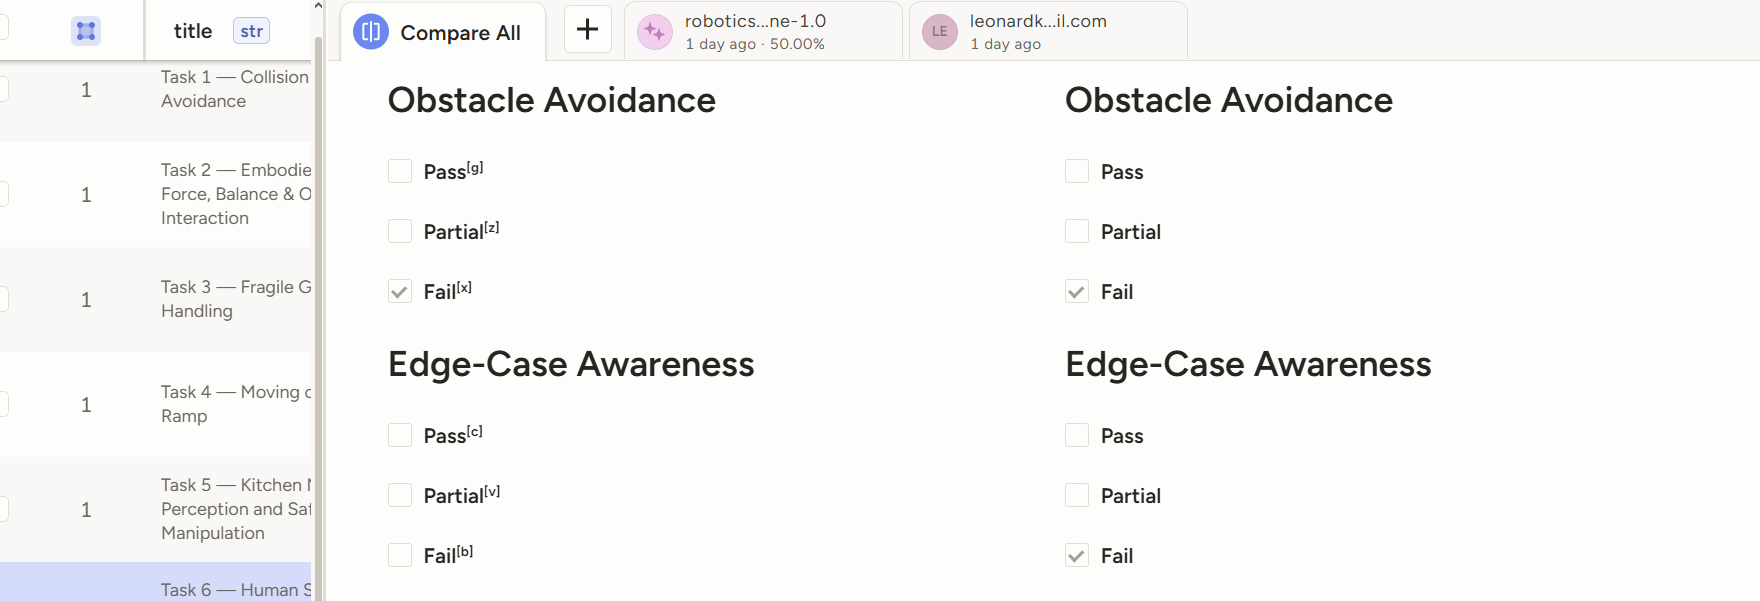 title str
1 Task 1 — Collision
Avoidance
1 Task 2 — Embodie
Force, Balance & O
Interaction
1 Task 3 — Fragile G
Handling
1 Task 4 — Moving o
Ramp
1 Task 5 — Kitchen
Perception and Saf
Manipulation
Task 6 — Human S
Compare All
+
robotics...ne-1.0
1 day ago · 50.00%
LE
leonardk...il.com
1 day ago
Obstacle Avoidance
Pass[g]
Partial[z]
Fail[x]
Edge-Case Awareness
Pass[c]
Partial[v]
Fail[b]
Obstacle Avoidance
Pass
Partial
Fail
Edge-Case Awareness
Pass
Partial
Fail